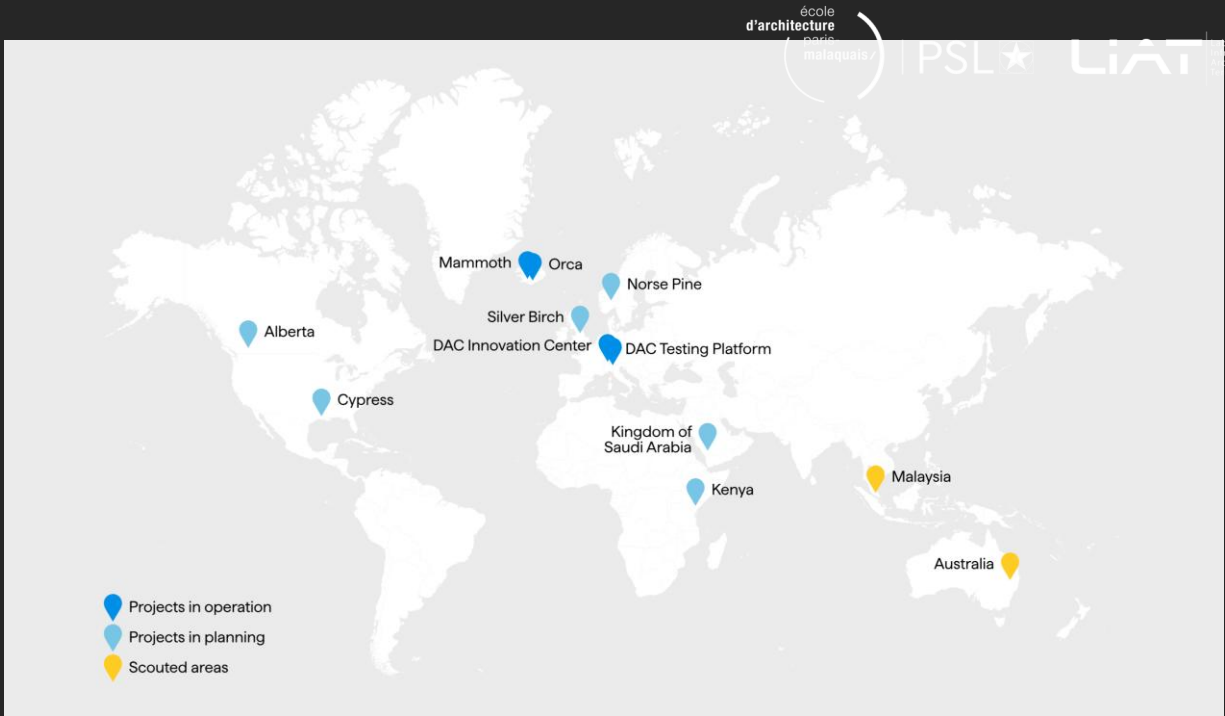 école
d'architecture
paris
malaquais/
PSL
LIAT
Mammoth
Orca
Norse Pine
Silver Birch
Alberta
DAC Innovation Center
DAC Testing Platform
Cypress
Kingdom of
Saudi Arabia
Malaysia
Kenya
Australia
Projects in operation
Projects in planning
Scouted areas